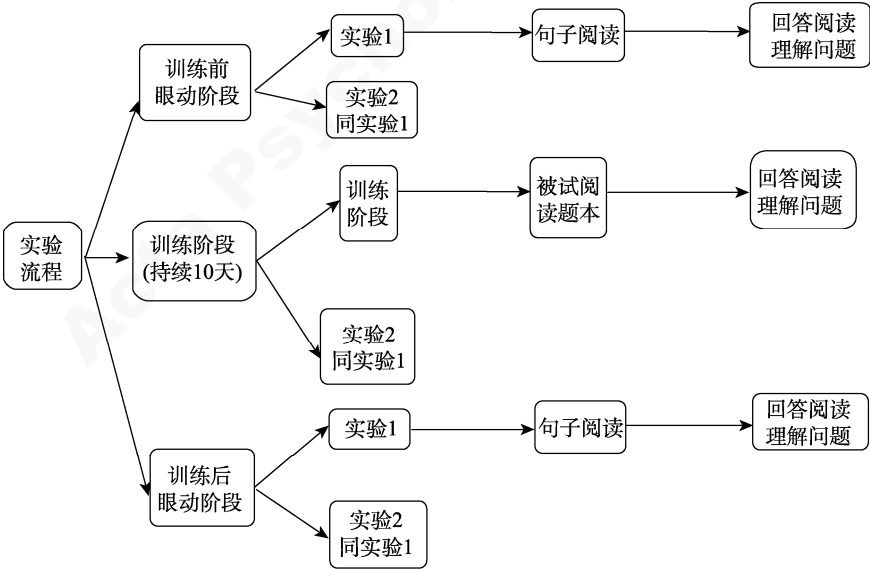 实验
流程
训练前
眼动阶段
实验1
句子阅读
回答阅读
理解问题
实验2
同实验1
训练阶段
(持续10天)
训练
阶段
被试阅
读题本
回答阅读
理解问题
实验2
同实验1
训练后
眼动阶段
实验1
句子阅读
回答阅读
理解问题
实验2
同实验1